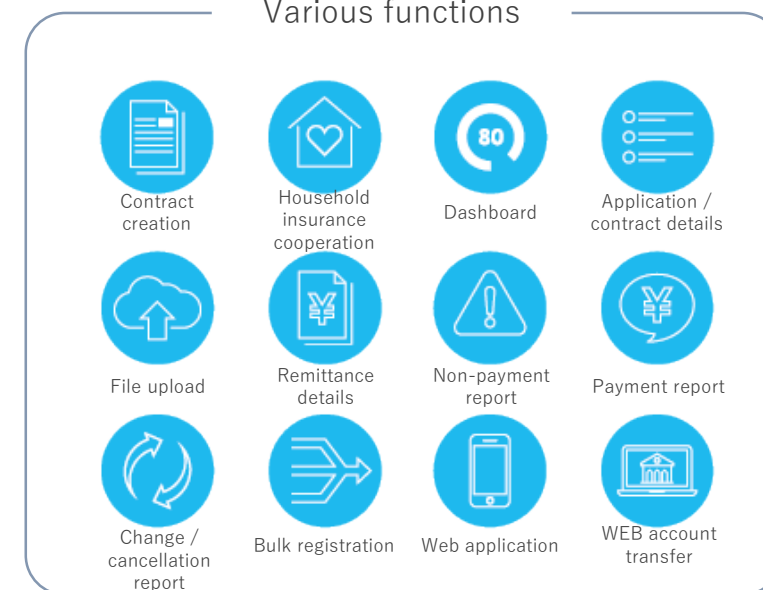 Various functions
Contract
creation
Household
insurance
cooperation
80
Dashboard
Application /
contract details
File upload
¥
Remittance
details
Non-payment
report
¥
Payment report
Change /
cancellation
report
Bulk registration
Web application
WEB account
transfer